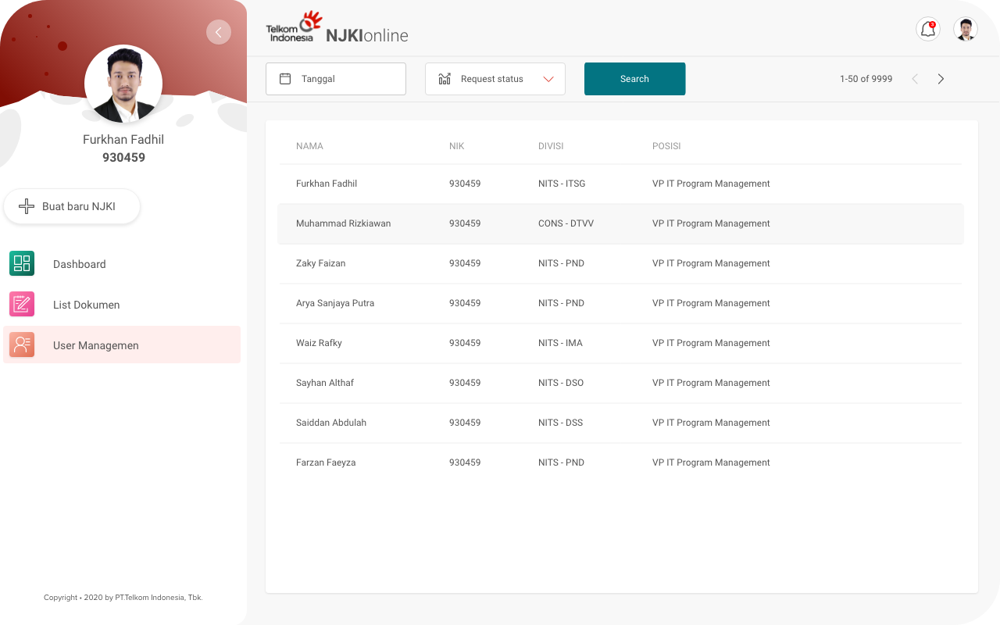 Furkhan Fadhil
930459
Buat baru NJKI
Dashboard
List Dokumen
User Managemen
Copyright • 2020 by PT.Telkom Indonesia, Tbk.
Telkom
Indonesia
NJKIonline
3
Tanggal
Request status
Search
1-50 of 9999
NAMA NIK DIVISI POSISI
Furkhan Fadhil 930459 NITS - ITSG VP IT Program Management
Muhammad Rizkiawan 930459 CONS - DTVV VP IT Program Management
Zaky Faizan 930459 NITS - PND VP IT Program Management
Arya Sanjaya Putra 930459 NITS - PND VP IT Program Management
Waiz Rafky 930459 NITS - IMA VP IT Program Management
Sayhan Althaf 930459 NITS - DSO VP IT Program Management
Saiddan Abdulah 930459 NITS - DSS VP IT Program Management
Farzan Faeyza 930459 NITS - PND VP IT Program Management